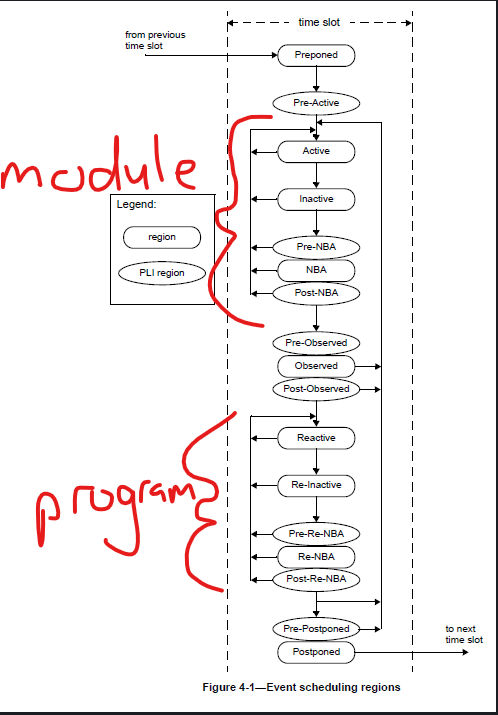 time slot
from previous
time slot
Preponed
Pre-Active
module
Active
Inactive
Legend:
region
PLI region
Pre-NBA
NBA
Post-NBA
Pre-Observed
Observed
Post-Observed
program
Reactive
Re-Inactive
Pre-Re-NBA
Re-NBA
Post-Re-NBA
Pre-Postponed
Postponed
to next
time slot
Figure 4-1—Event scheduling regions